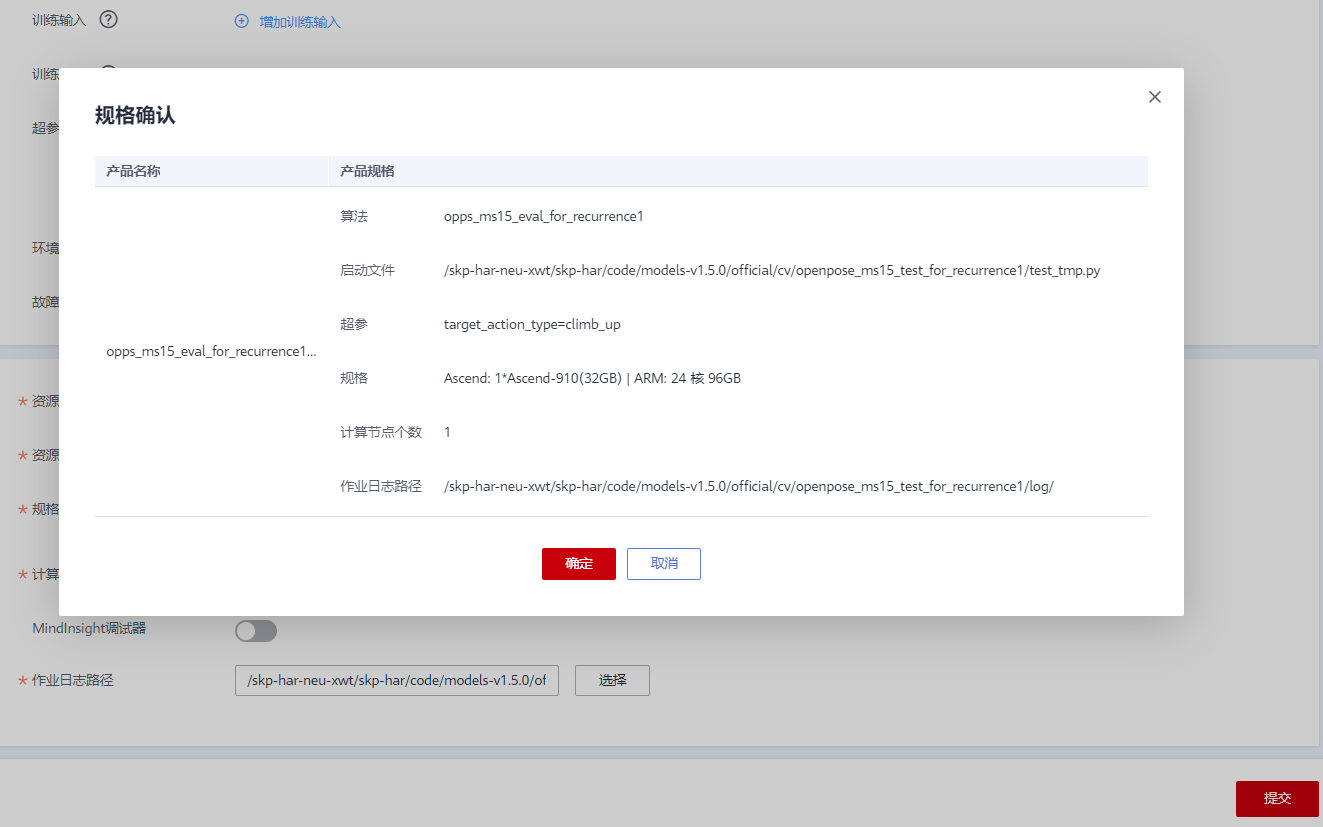 训练输入 ?
增加训练输入
训练
超参
环境
故障
规格确认
产品名称 产品规格
opps_ms15_eval_for_recurrence1...
算法 opps_ms15_eval_for_recurrence1
启动文件 /skp-har-neu-xwt/skp-har/code/models-v1.5.0/official/cv/openpose_ms15_test_for_recurrence1/test_tmp.py
超参 target_action_type=climb_up
规格 Ascend: 1*Ascend-910(32GB) | ARM: 24 核 96GB
计算节点个数 1
作业日志路径 /skp-har-neu-xwt/skp-har/code/models-v1.5.0/official/cv/openpose_ms15_test_for_recurrence1/log/
确定 取消
* 资源
* 资源
* 规格
* 计算
MindInsight调试器
* 作业日志路径 /skp-har-neu-xwt/skp-har/code/models-v1.5.0/of 选择
提交